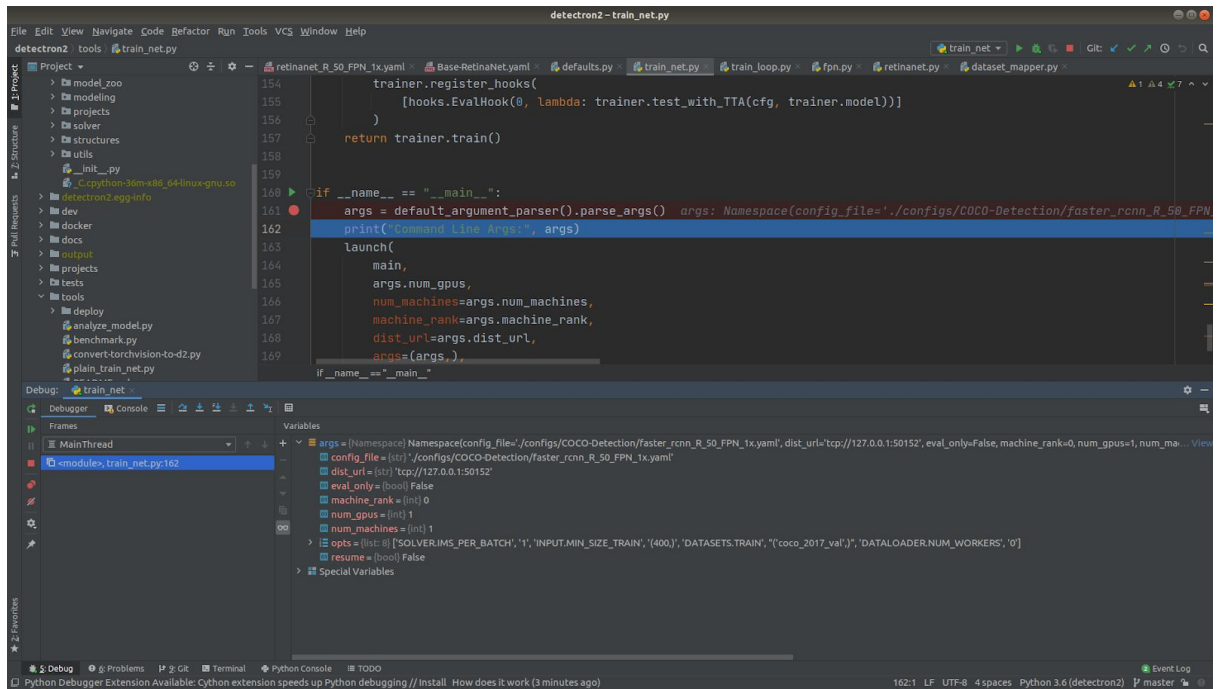 detectron2 – train_net.py
File Edit View Navigate Code Refactor Run Tools VCS Window Help
detectron2 tools train_net.py train_net Git:
Project retinanet_R_50_FPN_1x.yaml Base-RetinaNet.yaml defaults.py train_net.py train_loop.py fpn.py retinanet.py dataset_mapper.py
1: Project
Z: Structure
Pull Requests
2: Favorites
model_zoo
modeling
projects
solver
structures
utils
__init__.py
_C.cpython-36m-x86_64-linux-gnu.so
detectron2.egg-info
dev
docker
docs
output
projects
tests
tools
deploy
analyze_model.py
benchmark.py
convert-torchvision-to-d2.py
plain_train_net.py
1 4 7
154 trainer.register_hooks(
155 [hooks.EvalHook(0, lambda: trainer.test_with_TTA(cfg, trainer.model))]
156 )
157 return trainer.train()
158
159
160 if __name__ == "__main__":
161 args = default_argument_parser().parse_args() args: Namespace(config_file='./configs/COCO-Detection/faster_rcnn_R_50_FPN_
162 print("Command Line Args:", args)
163 launch(
164 main,
165 args.num_gpus,
166 num_machines=args.num_machines,
167 machine_rank=args.machine_rank,
168 dist_url=args.dist_url,
169 args=(args,),
if __name__ == "__main__"
Debug: train_net
Debugger Console
Frames Variables
MainThread
<module>, train_net.py:162
args = {Namespace} Namespace(config_file='./configs/COCO-Detection/faster_rcnn_R_50_FPN_1x.yaml', dist_url='tcp://127.0.0.1:50152', eval_only=False, machine_rank=0, num_gpus=1, num_ma... View
config_file = {str} './configs/COCO-Detection/faster_rcnn_R_50_FPN_1x.yaml'
dist_url = {str} 'tcp://127.0.0.1:50152'
eval_only = {bool} False
machine_rank = {int} 0
num_gpus = {int} 1
num_machines = {int} 1
opts = {list: 8} ['SOLVER.IMS_PER_BATCH', '1', 'INPUT.MIN_SIZE_TRAIN', '(400,)', 'DATASETS.TRAIN', "('coco_2017_val',)", 'DATALOADER.NUM_WORKERS', '0']
resume = {bool} False
Special Variables
5: Debug 6: Problems 9: Git Terminal Python Console TODO 2 Event Log
Python Debugger Extension Available: Cython extension speeds up Python debugging // Install How does it work (3 minutes ago) 162:1 LF UTF-8 4 spaces Python 3.6 (detectron2) master